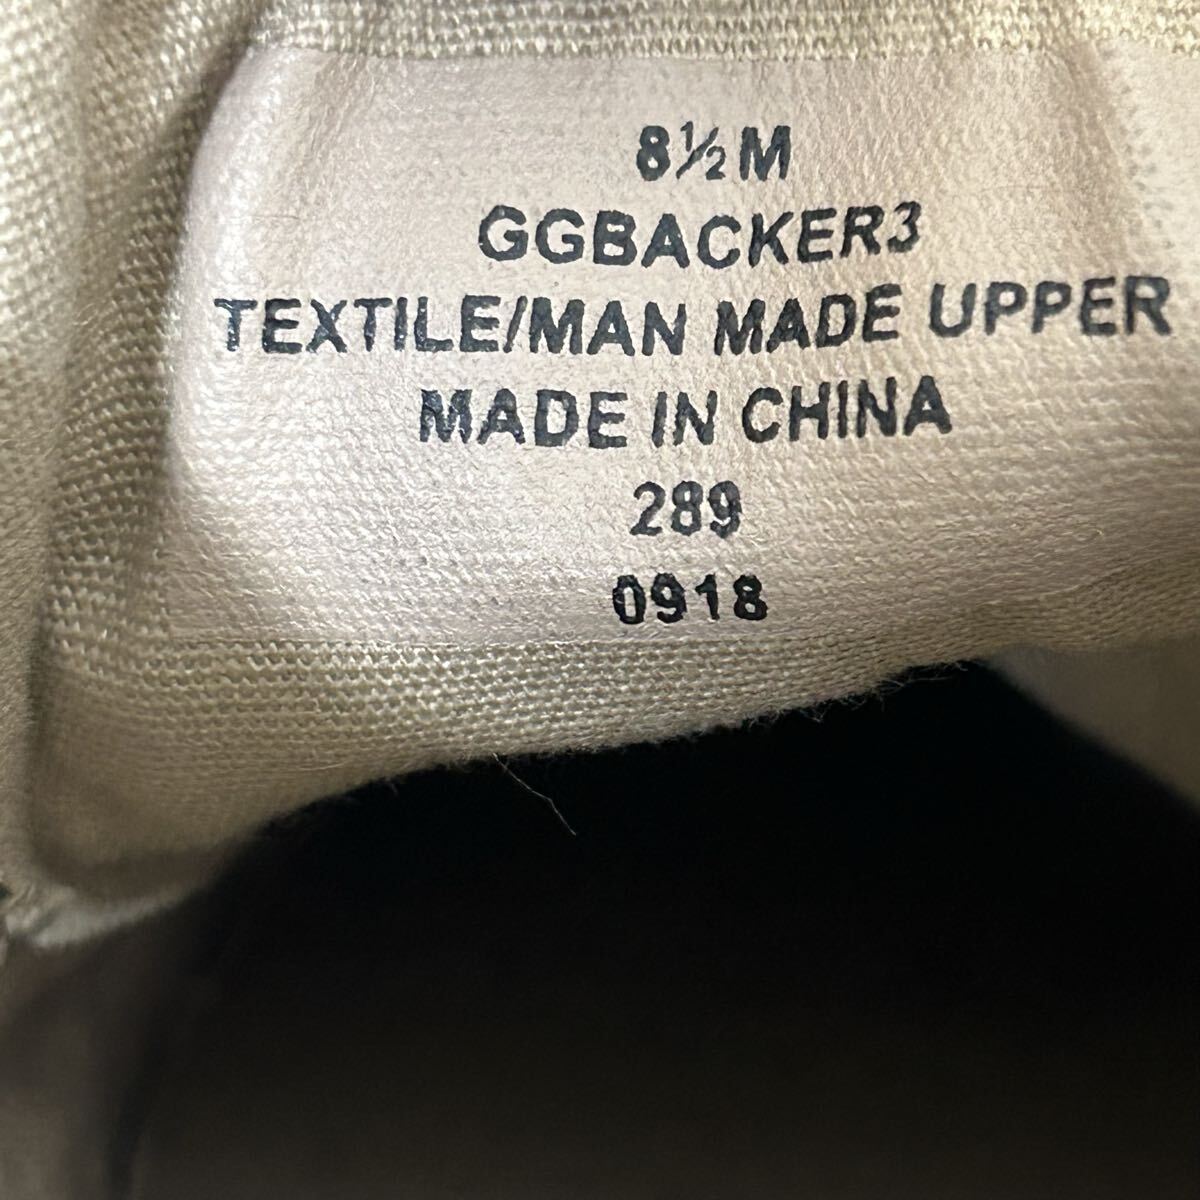 8½M
GGBACKER3
TEXTILE/MAN MADE UPPER
MADE IN CHINA
289
0918